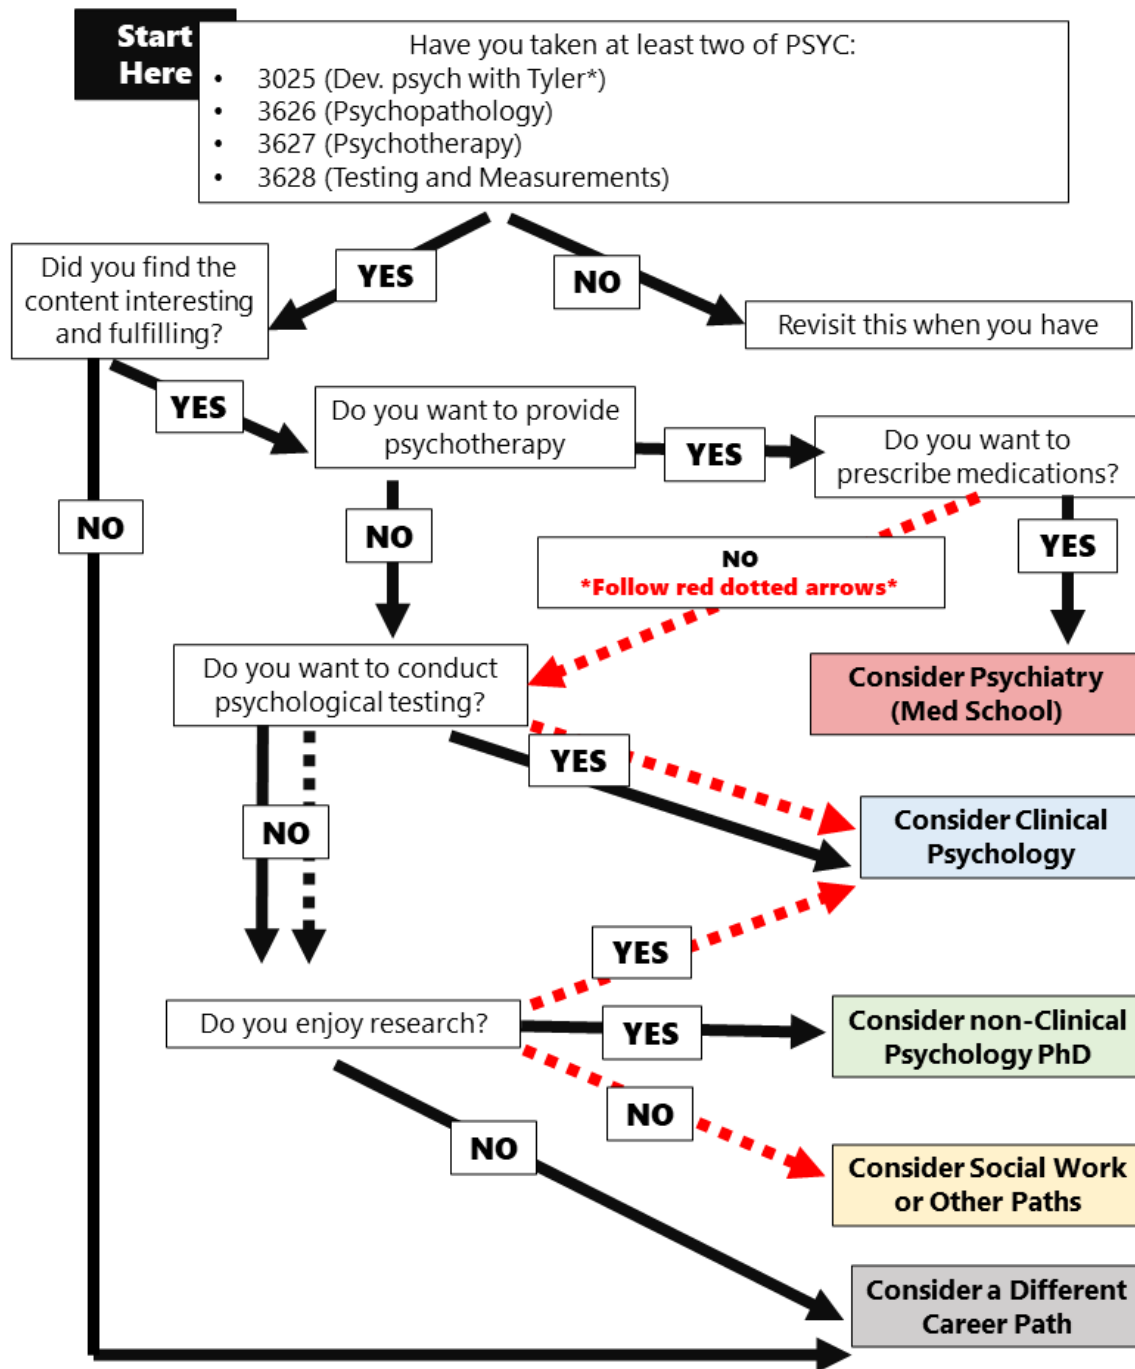 Start
Here
Have you taken at least two of PSYC:
• 3025 (Dev. psych with Tyler*)
• 3626 (Psychopathology)
• 3627 (Psychotherapy)
• 3628 (Testing and Measurements)
YES
NO
Did you find the
content interesting
and fulfilling?
Revisit this when you have
YES
Do you want to provide
psychotherapy
YES
Do you want to
prescribe medications?
NO
NO
NO
*Follow red dotted arrows*
YES
Do you want to conduct
psychological testing?
Consider Psychiatry
(Med School)
YES
NO
Consider Clinical
Psychology
YES
Do you enjoy research?
YES
Consider non-Clinical
Psychology PhD
NO
NO
Consider Social Work
or Other Paths
Consider a Different
Career Path